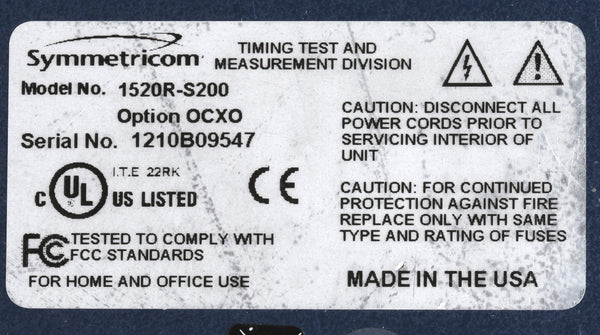 Symmetricom
TIMING TEST AND
MEASUREMENT DIVISION
Model No. 1520R-S200
Option OCXO
Serial No. 1210B09547
I.T.E 22RK
C UL US LISTED
CE
FC TESTED TO COMPLY WITH
FCC STANDARDS
FOR HOME AND OFFICE USE
CAUTION: DISCONNECT ALL
POWER CORDS PRIOR TO
SERVICING INTERIOR OF
UNIT
CAUTION: FOR CONTINUED
PROTECTION AGAINST FIRE
REPLACE ONLY WITH SAME
TYPE AND RATING OF FUSES
MADE IN THE USA